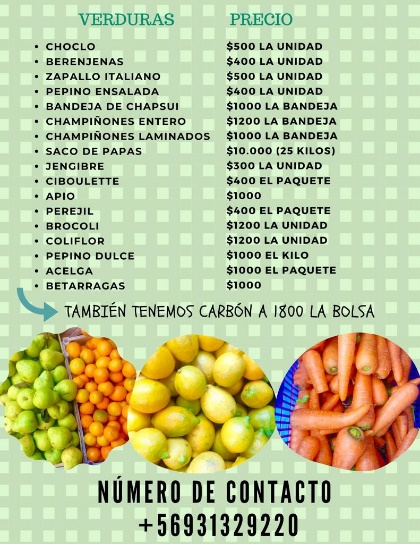 VERDURAS PRECIO
• CHOCLO $500 LA UNIDAD
• BERENJENAS $400 LA UNIDAD
• ZAPALLO ITALIANO $500 LA UNIDAD
• PEPINO ENSALADA $400 LA UNIDAD
• BANDEJA DE CHAPSUI $1000 LA BANDEJA
• CHAMPIÑONES ENTERO $1200 LA BANDEJA
• CHAMPIÑONES LAMINADOS $1000 LA BANDEJA
• SACO DE PAPAS $10.000 (25 KILOS)
• JENGIBRE $300 LA UNIDAD
• CIBOULETTE $400 EL PAQUETE
• APIO $1000
• PEREJIL $400 EL PAQUETE
• BROCOLI $1200 LA UNIDAD
• COLIFLOR $1200 LA UNIDAD
• PEPINO DULCE $1000 EL KILO
• ACELGA $1000 EL PAQUETE
• BETARRAGAS $1000
TAMBIÉN TENEMOS CARBÓN A 1800 LA BOLSA
NÚMERO DE CONTACTO
+56931329220